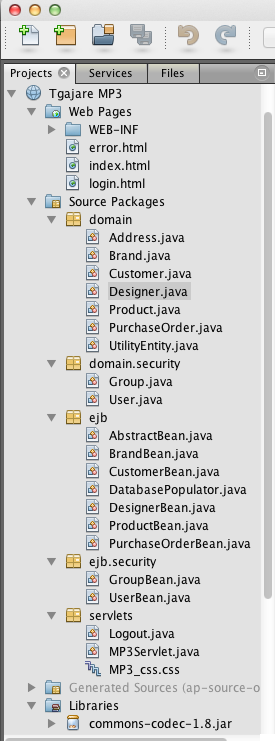 Projects Services Files
Tgajare MP3
Web Pages
WEB-INF
error.html
index.html
login.html
Source Packages
domain
Address.java
Brand.java
Customer.java
Designer.java
Product.java
PurchaseOrder.java
UtilityEntity.java
domain.security
Group.java
User.java
ejb
AbstractBean.java
BrandBean.java
CustomerBean.java
DatabasePopulator.java
DesignerBean.java
ProductBean.java
PurchaseOrderBean.java
ejb.security
GroupBean.java
UserBean.java
servlets
Logout.java
MP3Servlet.java
MP3_css.css
Generated Sources (ap-source-o
Libraries
commons-codec-1.8.jar